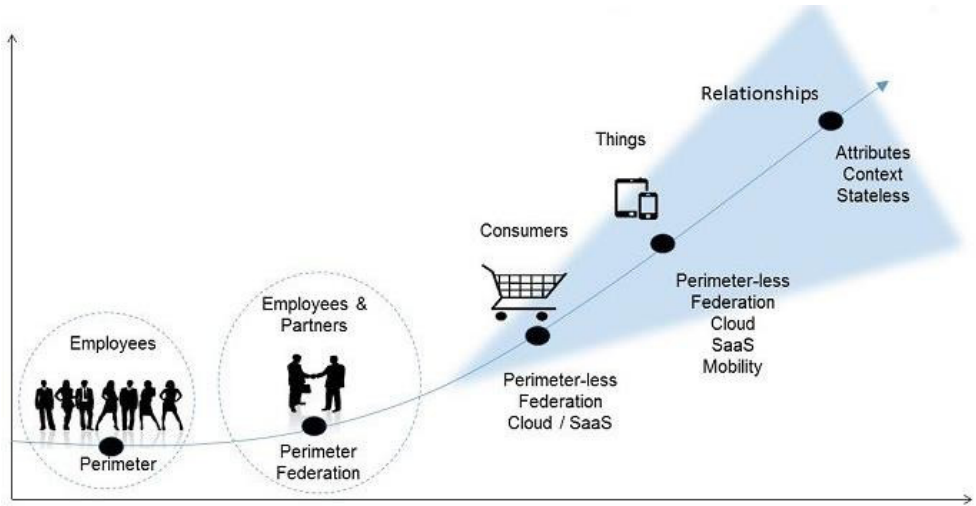 Employees
Perimeter
Employees &
Partners
Perimeter
Federation
Consumers
Perimeter-less
Federation
Cloud / SaaS
Things
Perimeter-less
Federation
Cloud
SaaS
Mobility
Relationships
Attributes
Context
Stateless